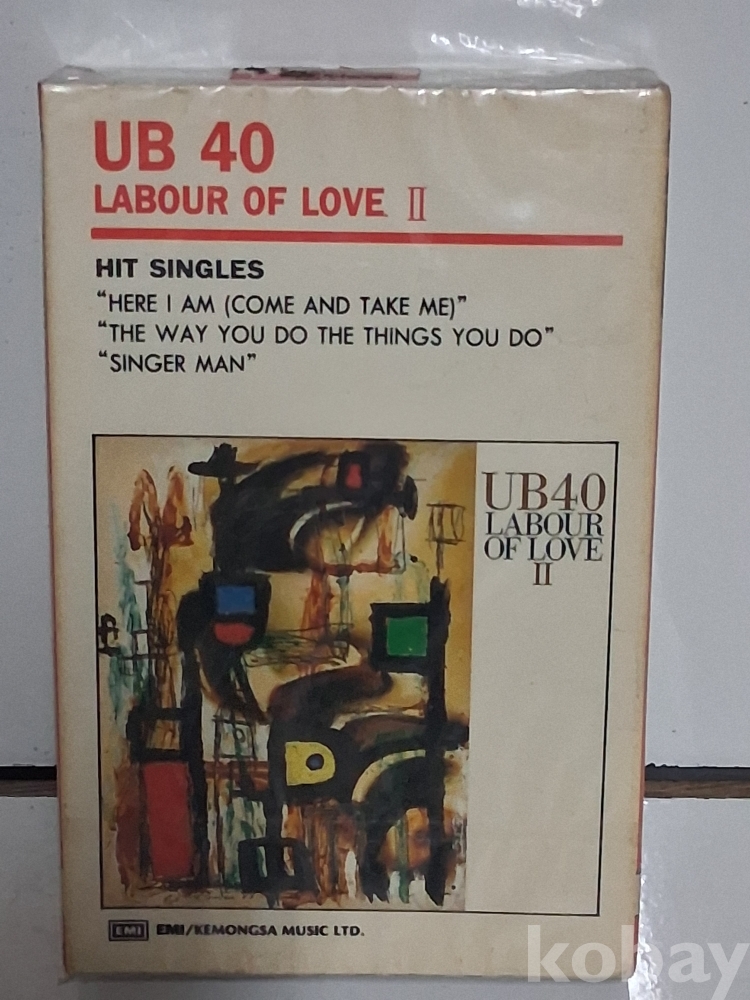 UB 40
LABOUR OF LOVE II
HIT SINGLES
"HERE I AM (COME AND TAKE ME)"
"THE WAY YOU DO THE THINGS YOU DO"
"SINGER MAN"
UB40
LABOUR
OF LOVE
II
EMI EMI/KEMONGSA MUSIC LTD.
kobay